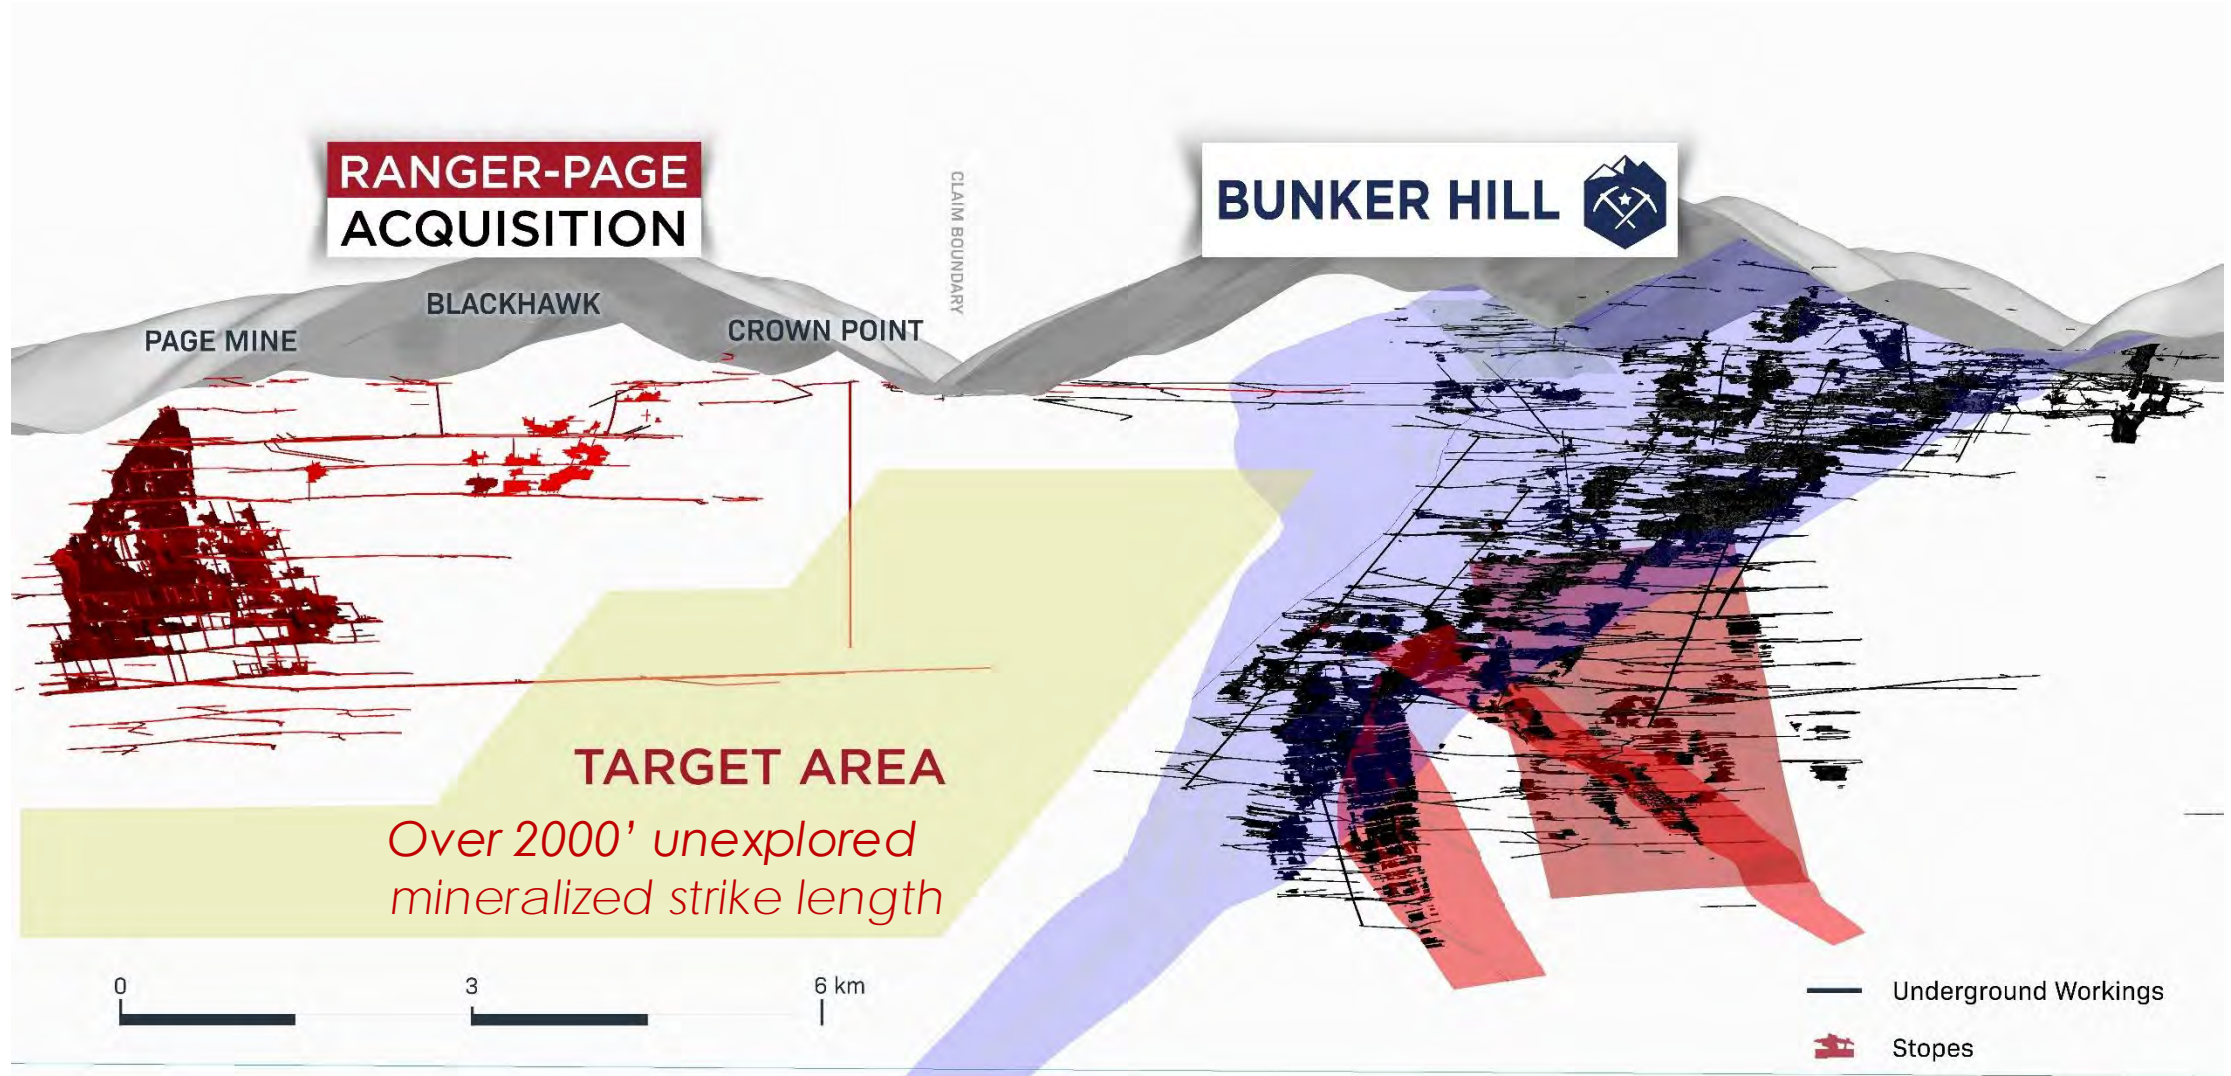 RANGER-PAGE
ACQUISITION
BUNKER HILL
CLAIM BOUNDARY
BLACKHAWK
PAGE MINE
CROWN POINT
TARGET AREA
Over 2000’ unexplored
mineralized strike length
0 3 6 km
Underground Workings
Stopes